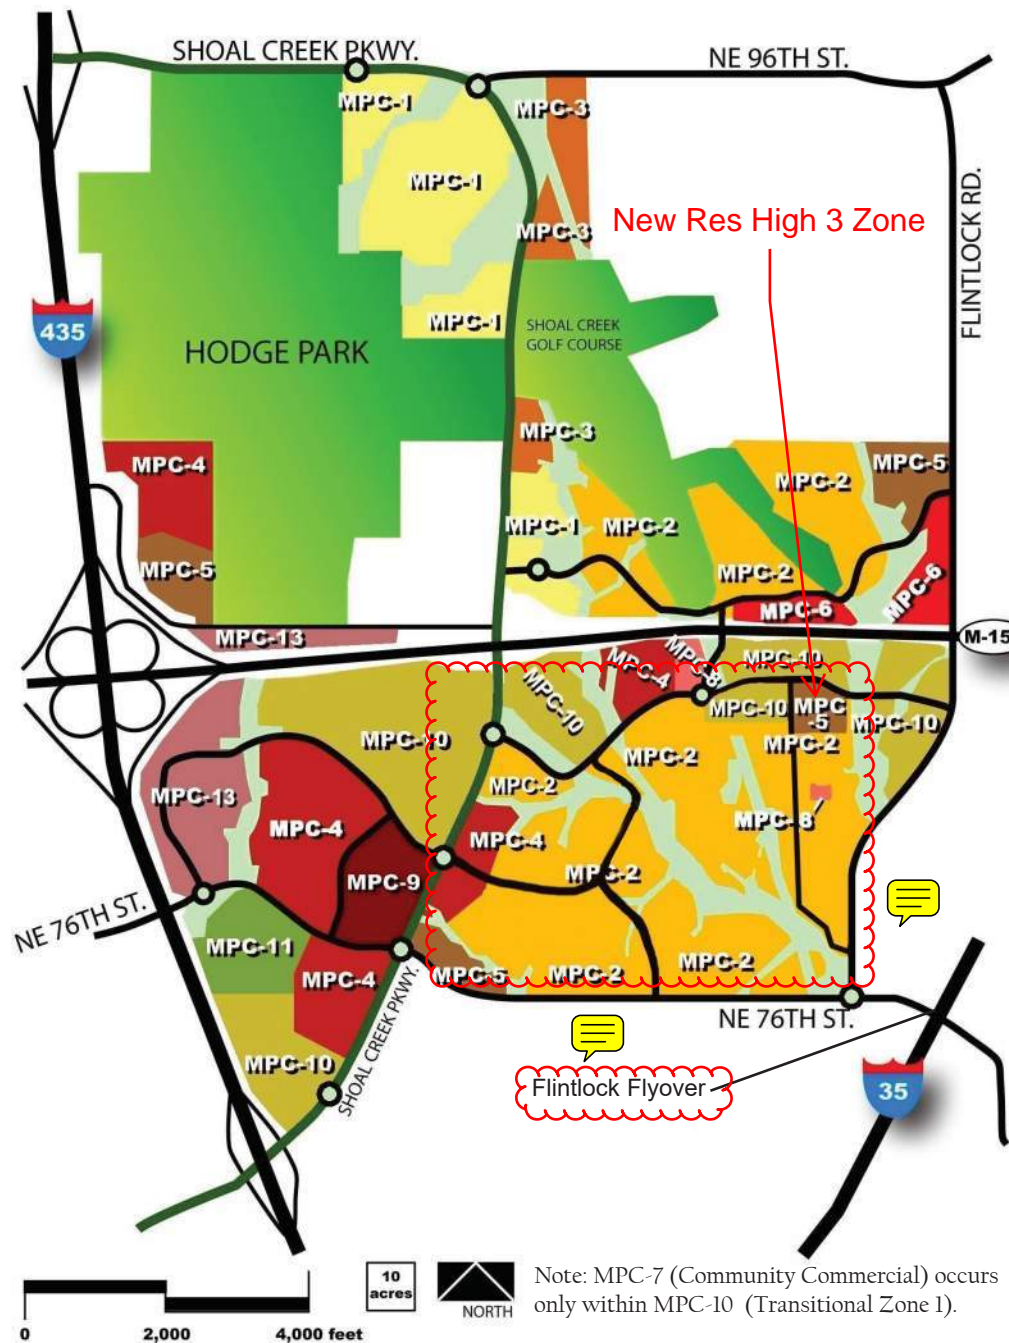 SHOAL CREEK PKWY.
NE 96TH ST.
MPC-1
MPC-3
MPC-1
FLINTLOCK RD.
New Res High 3 Zone
MPC-3
435
MPC-1
SHOAL CREEK
GOLF COURSE
HODGE PARK
MPC-3
MPC-4
MPC-5
MPC-2
MPC-1
MPC-2
MPC-5
MPC-2
MPC-6
MPC-6
MPC-13
M-15
MPC-8
MPC-4
MPC-10
MPC-10
MPC-10
MPC
-5
MPC-10
MPC-10
MPC-2
MPC-2
MPC-2
MPC-13
MPC-8
MPC-4
MPC-4
MPC-9
MPC-2
NE 76TH ST.
MPC-11
MPC-4
MPC-5
MPC-2
MPC-2
SHOAL CREEK PKWY.
NE 76TH ST.
MPC-10
Flintlock Flyover
35
10
acres
NORTH
Note: MPC-7 (Community Commercial) occurs
only within MPC-10 (Transitional Zone 1).
0
2,000
4,000 feet